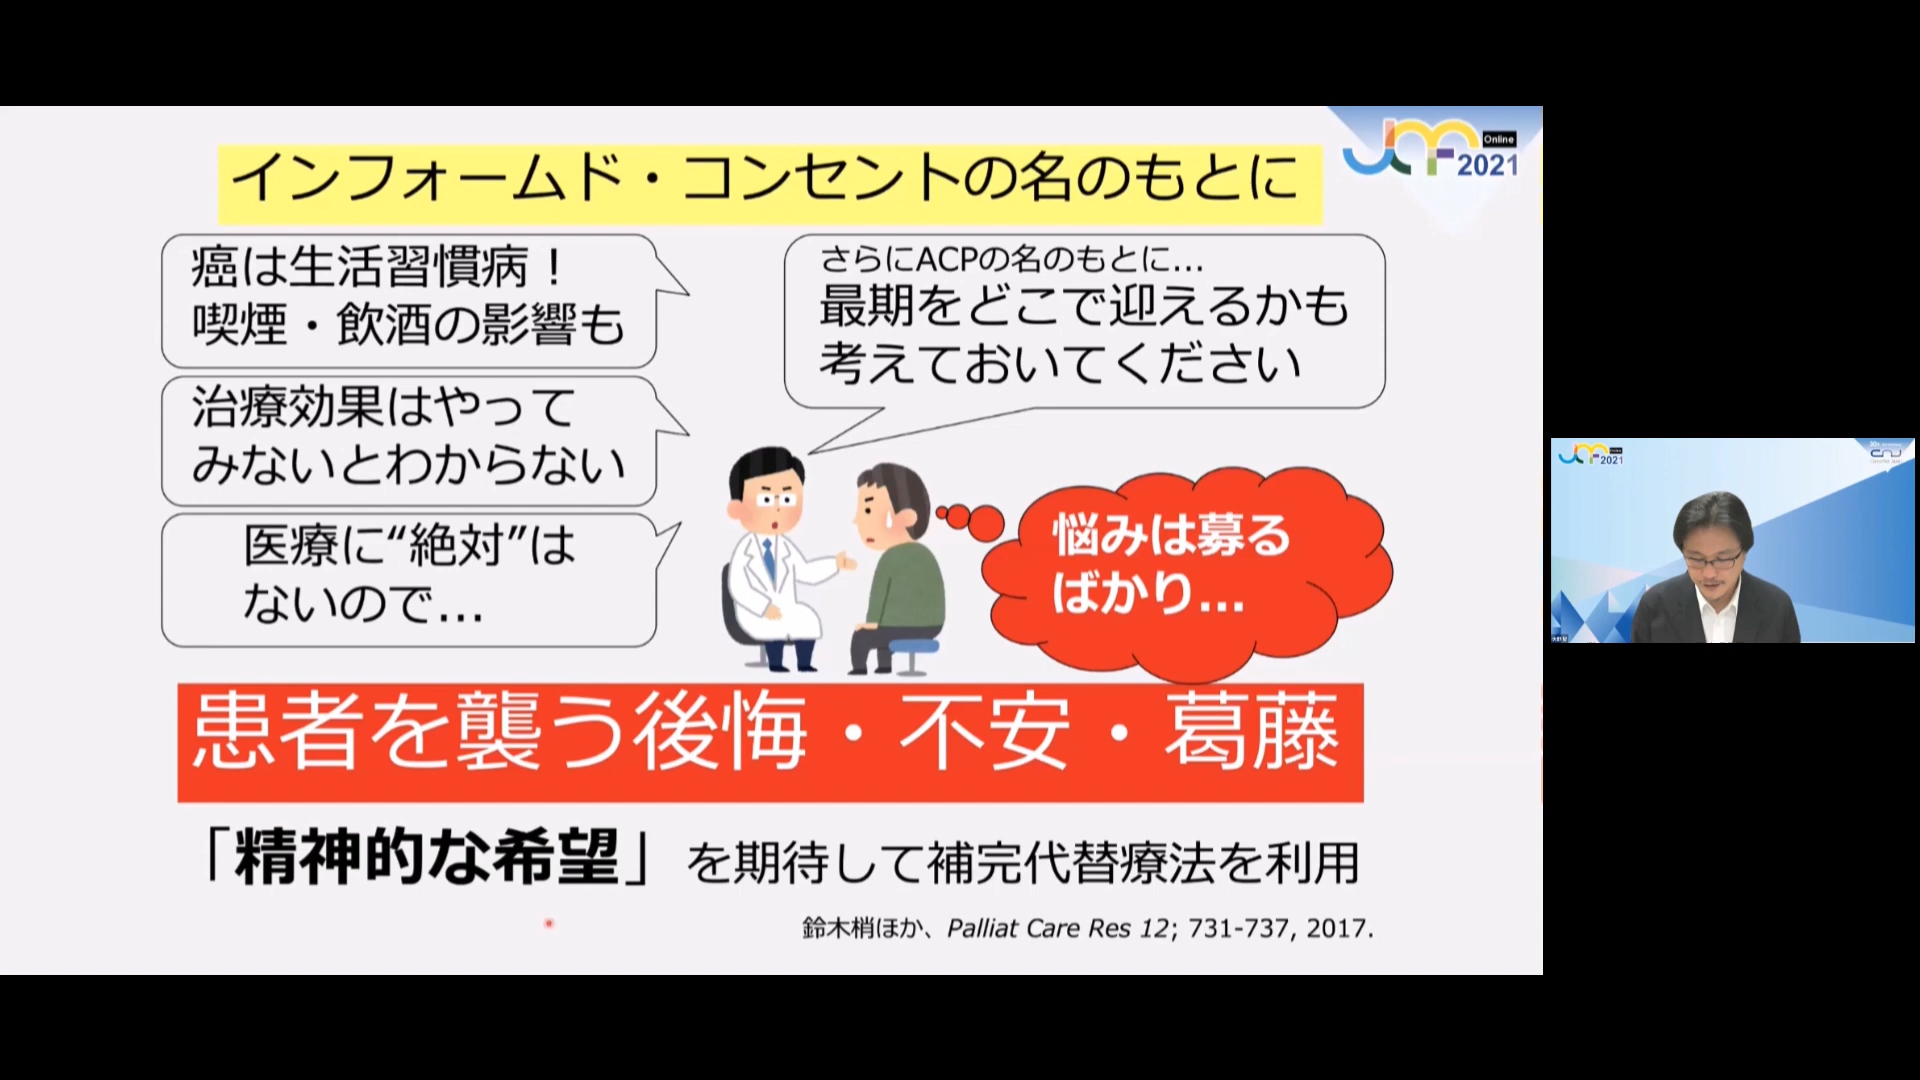 インフォームド・コンセントの名のもとに
Online
JCF
2021
癌は生活習慣病！
喫煙・飲酒の影響も
さらにACPの名のもとに…
最期をどこで迎えるかも
考えておいてください
治療効果はやって
みないとわからない
医療に“絶対”は
ないので…
悩みは募る
ばかり…
患者を襲う後悔・不安・葛藤
「精神的な希望」を期待して補完代替療法を利用
鈴木梢ほか、Palliat Care Res 12; 731-737, 2017.
JCF
2021